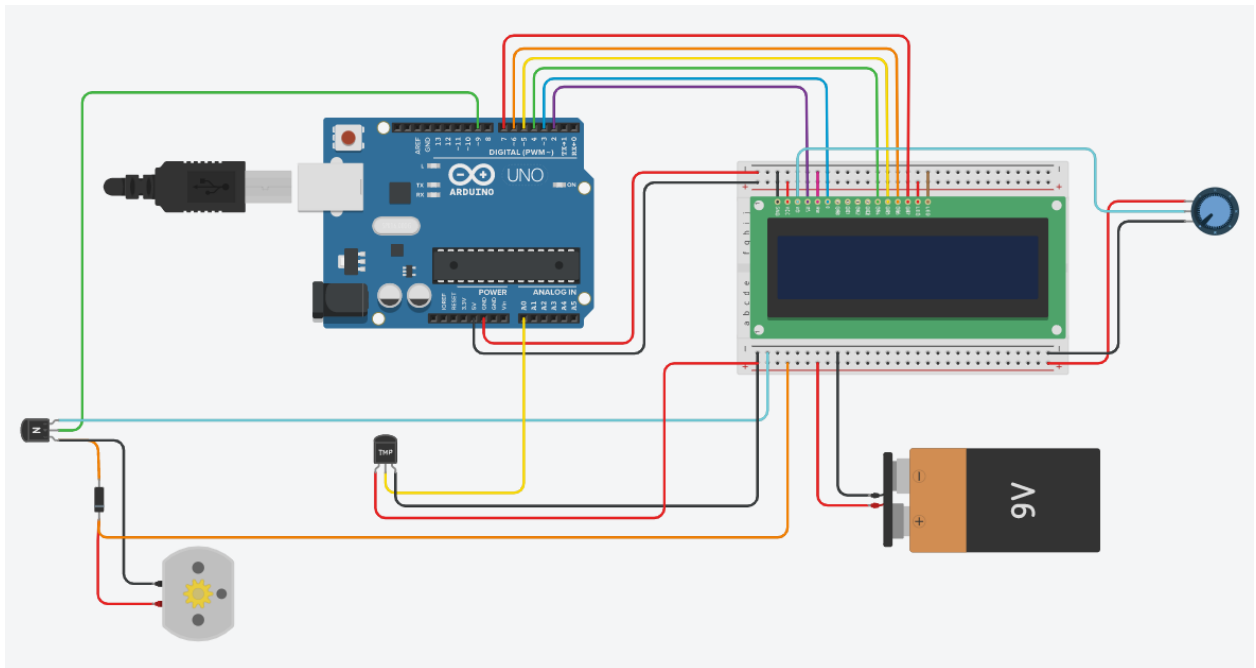 AREF
GND
13
12
~11
~10
~9
8
7
~6
~5
4
~3
2
TX→1
RX←0
DIGITAL (PWM~)
L
TX
RX
UNO
ARDUINO
ON
POWER
ANALOG IN
IOREF
RESET
3.3V
5V
GND
GND
Vin
A0
A1
A2
A3
A4
A5
f g h i j
a b c d e
N
TMP
9V